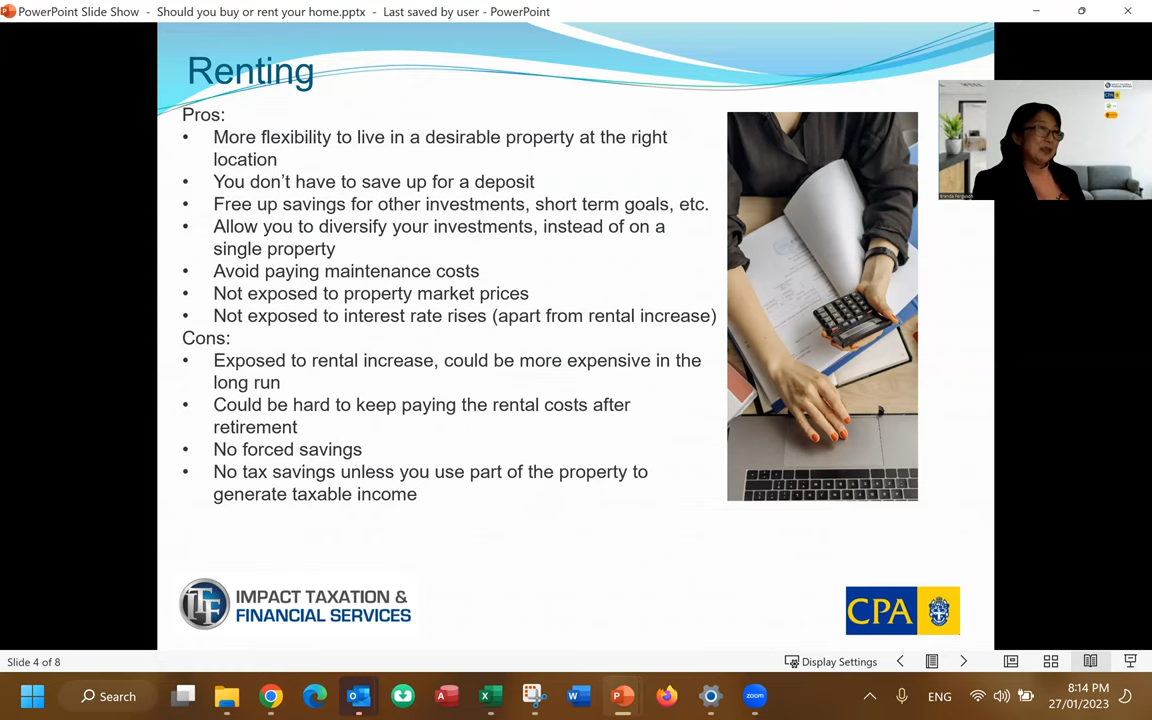 PowerPoint Slide Show - Should you buy or rent your home.pptx - Last saved by user - PowerPoint
Renting
Pros:
• More flexibility to live in a desirable property at the right
location
• You don’t have to save up for a deposit
• Free up savings for other investments, short term goals, etc.
• Allow you to diversify your investments, instead of on a
single property
• Avoid paying maintenance costs
• Not exposed to property market prices
• Not exposed to interest rate rises (apart from rental increase)
Cons:
• Exposed to rental increase, could be more expensive in the
long run
• Could be hard to keep paying the rental costs after
retirement
• No forced savings
• No tax savings unless you use part of the property to
generate taxable income
CPA
ITF
IMPACT TAXATION &
FINANCIAL SERVICES
CPA
Slide 4 of 8
Display Settings
Search
ENG
8:14 PM
27/01/2023
zoom